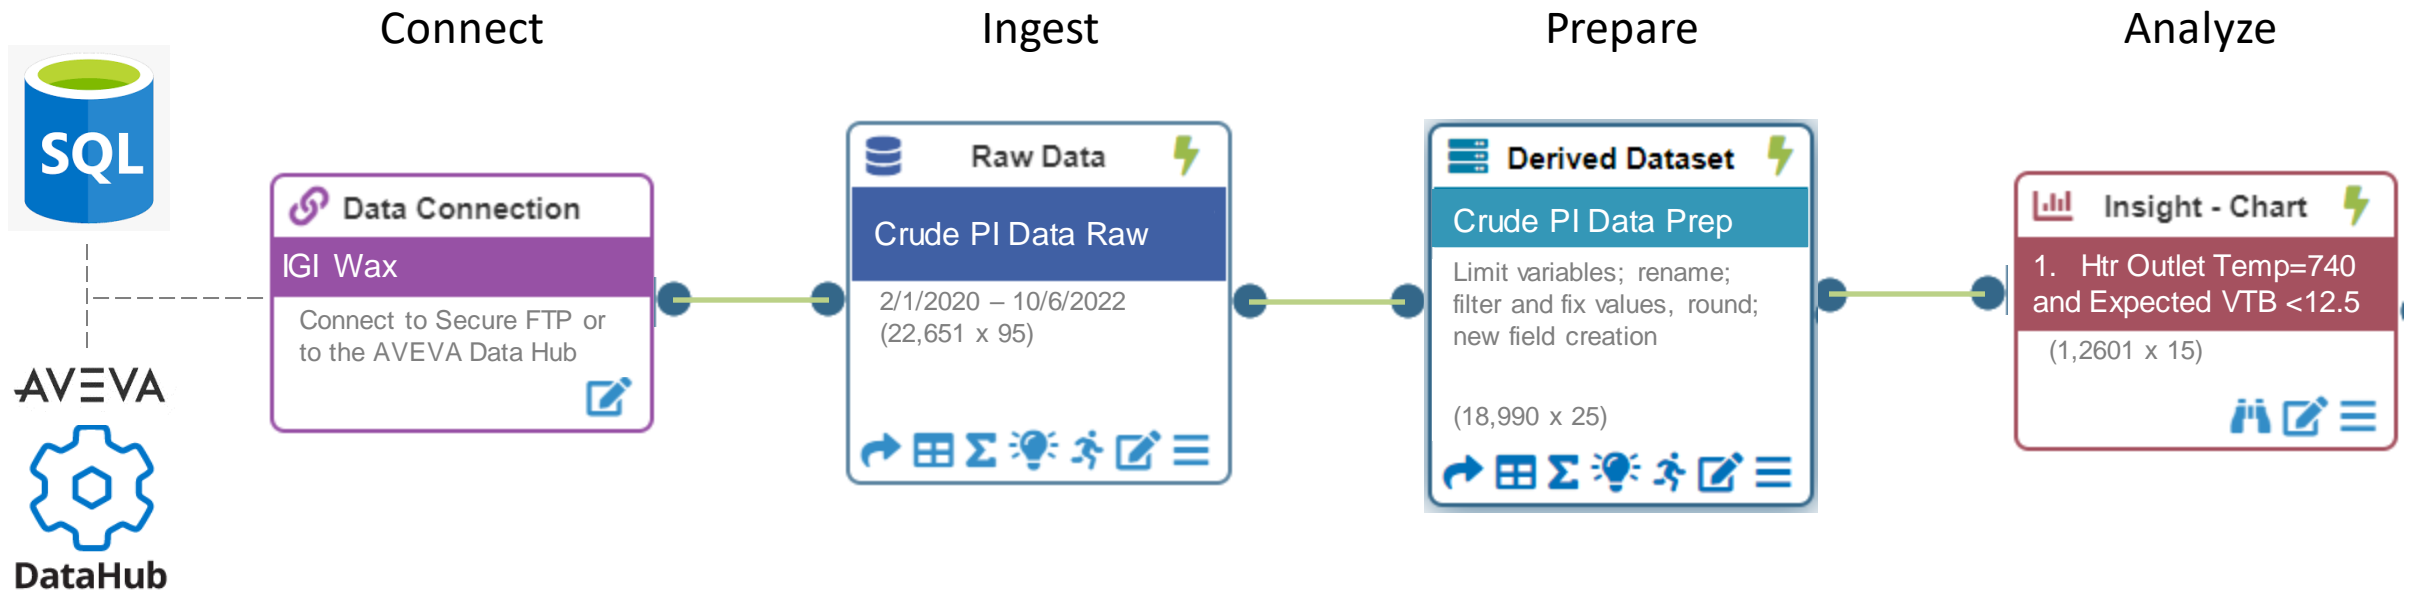 Connect
Ingest
Prepare
Analyze
SQL
AVEVA
DataHub
Data Connection
IGI Wax
Connect to Secure FTP or
to the AVEVA Data Hub
Raw Data
Crude PI Data Raw
2/1/2020 – 10/6/2022
(22,651 x 95)
Derived Dataset
Crude PI Data Prep
Limit variables; rename;
filter and fix values, round;
new field creation
(18,990 x 25)
Insight - Chart
1. Htr Outlet Temp=740
and Expected VTB <12.5
(1,2601 x 15)